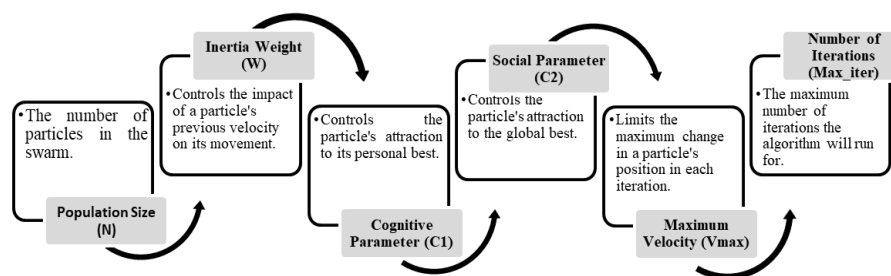 •The number of
particles in the
swarm.
Population Size
(N)
Inertia Weight
(W)
•Controls the impact
of a particle's
previous velocity
on its movement.
•Controls the
particle's attraction
to its personal best.
Cognitive
Parameter (C1)
Social Parameter
(C2)
•Controls the
particle's attraction
to the global best.
•Limits the
maximum change
in a particle's
position in each
iteration.
Maximum
Velocity (Vmax)
Number of
Iterations
(Max_iter)
•The maximum
number of
iterations the
algorithm will run
for.